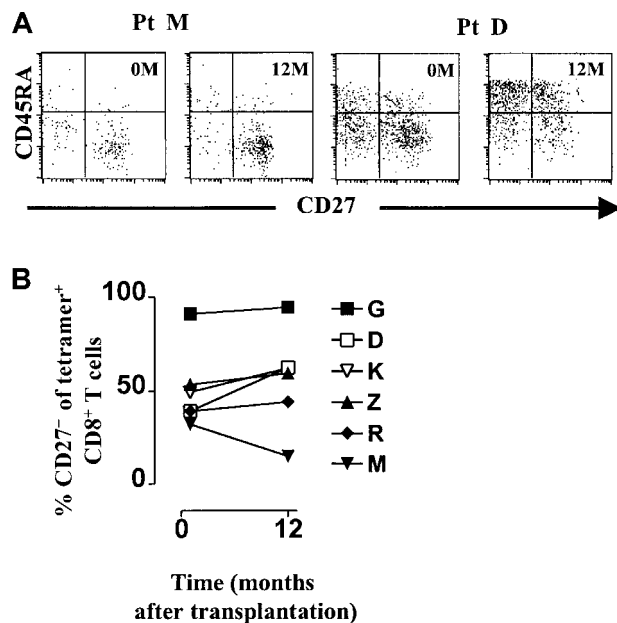 A
Pt M
Pt D
0M
12M
0M
12M
CD45RA
CD27
B
% CD27⁻ of tetramer⁺
CD8⁺ T cells
100
50
0
0
12
Time (months
after transplantation)
G
D
K
Z
R
M